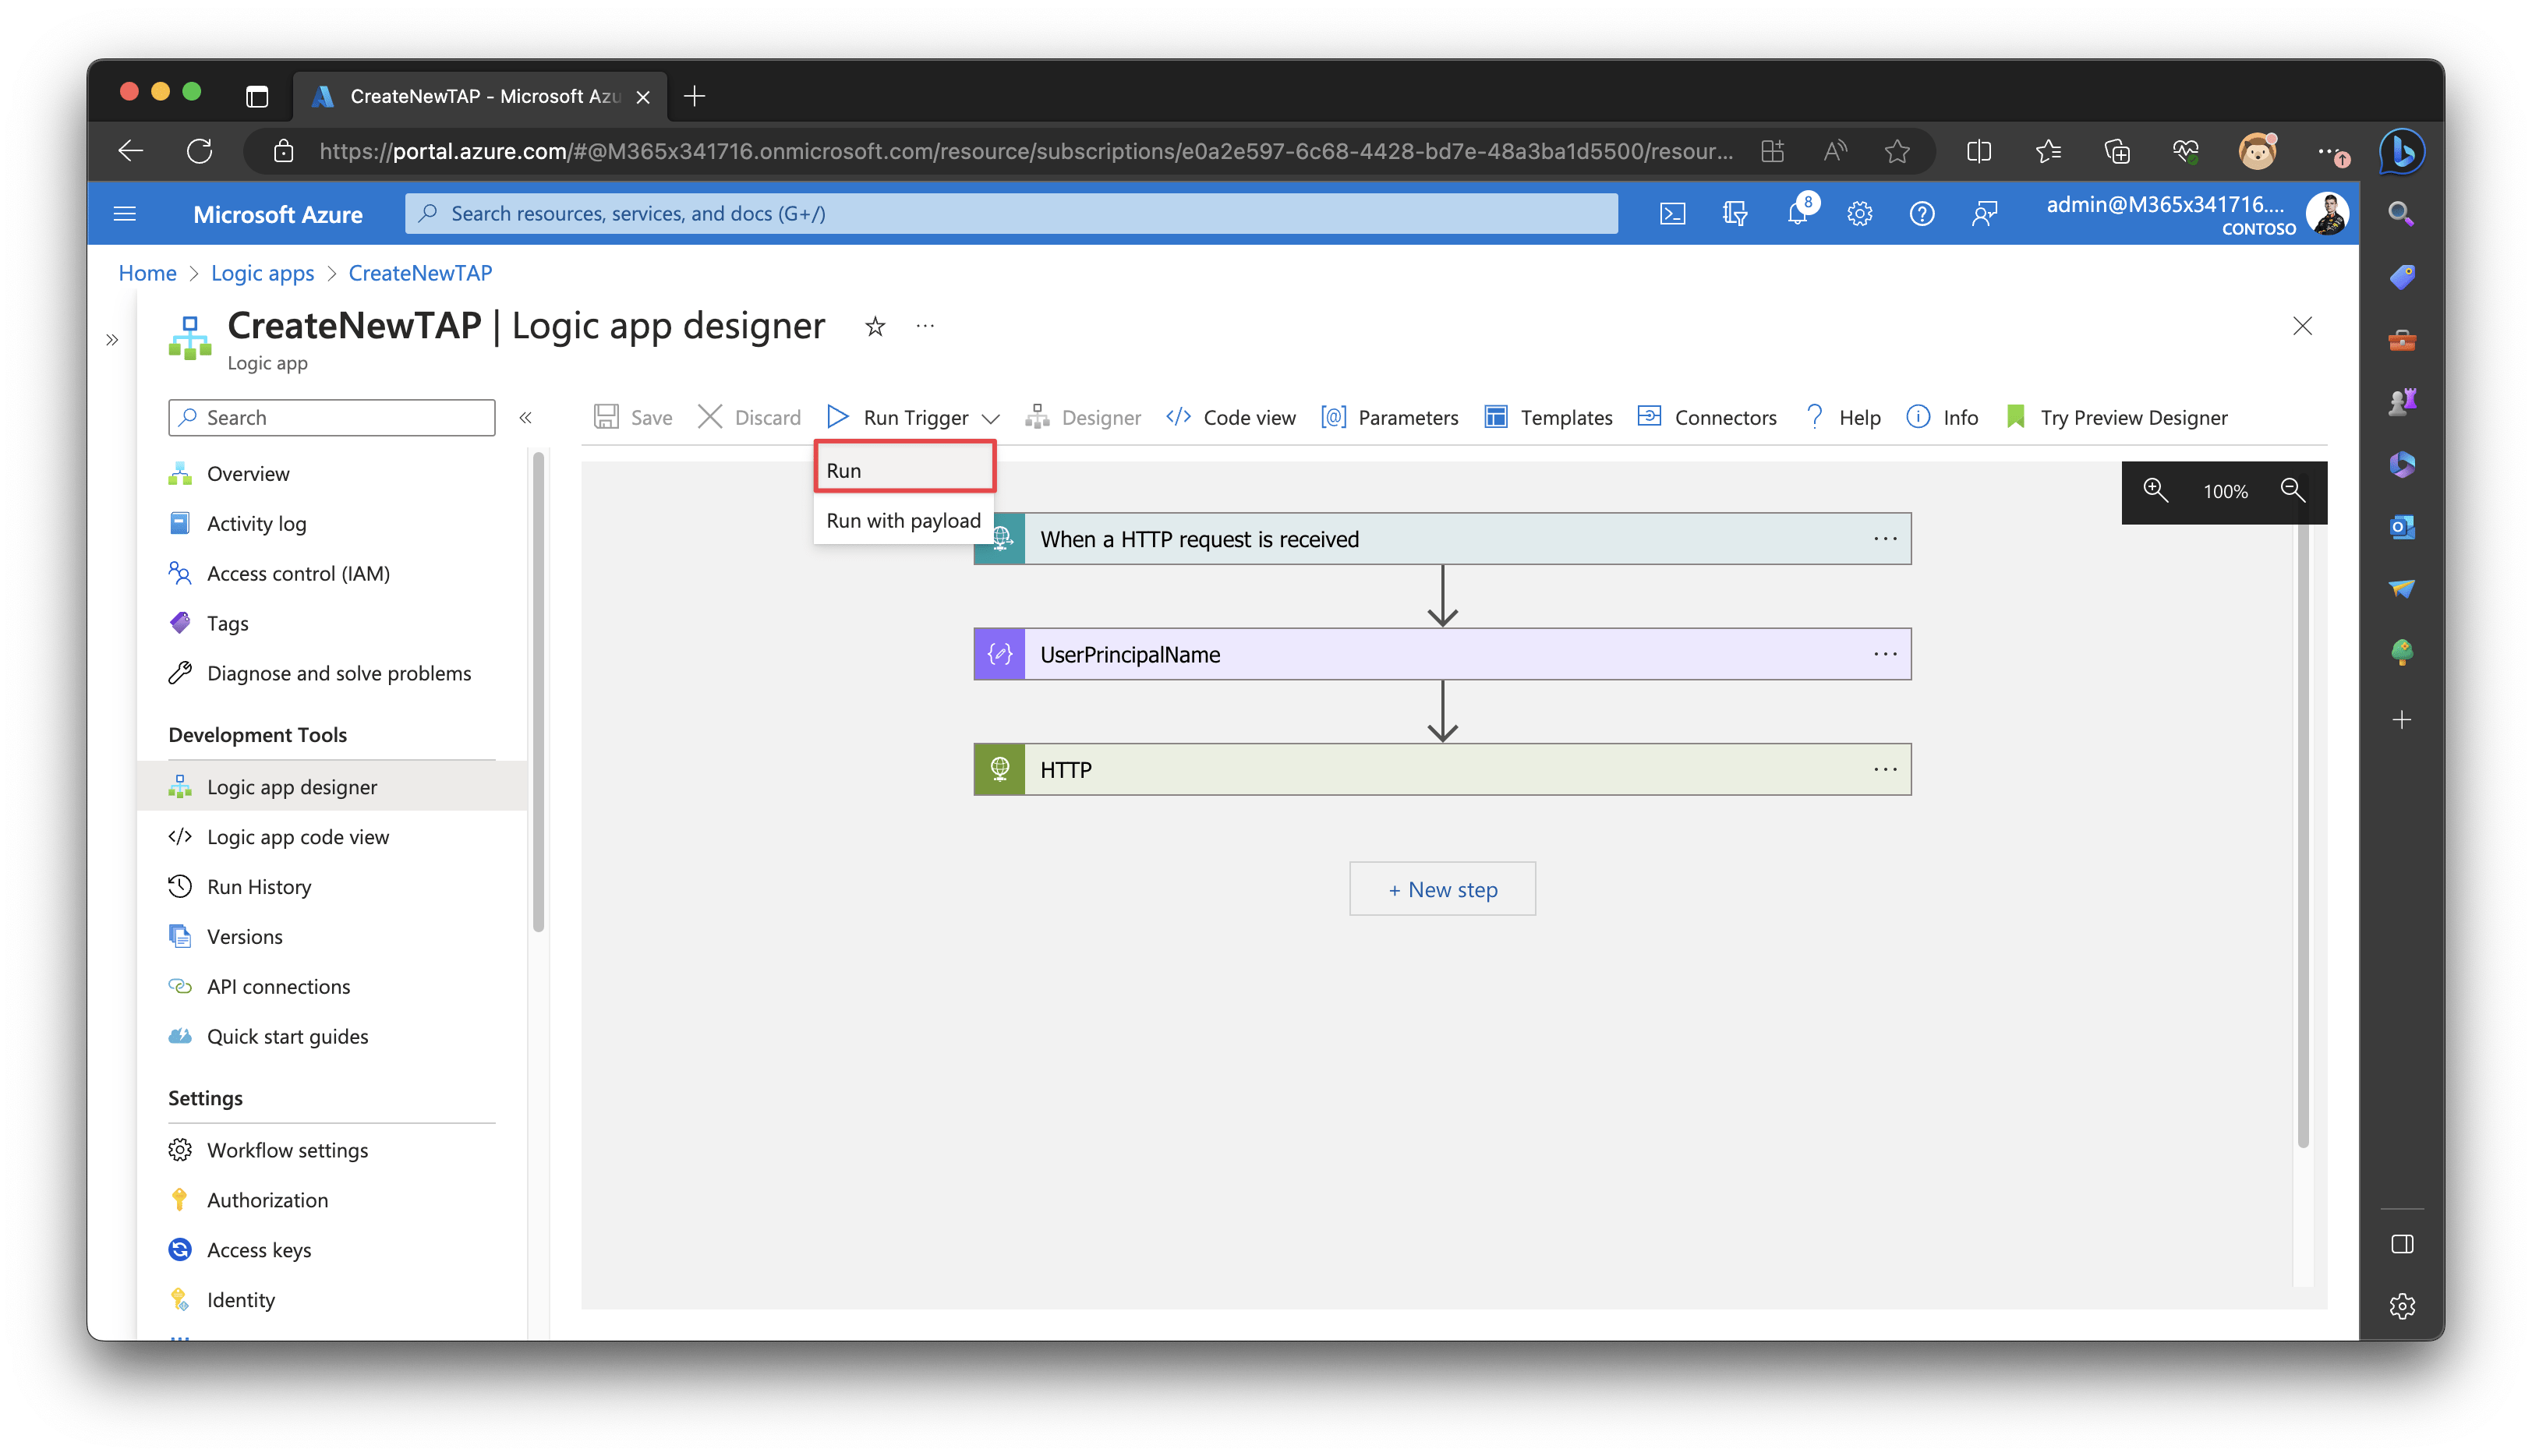 CreateNewTAP - Microsoft Azu
https://portal.azure.com/#@M365x341716.onmicrosoft.com/resource/subscriptions/e0a2e597-6c68-4428-bd7e-48a3ba1d5500/resour...
Microsoft Azure
Search resources, services, and docs (G+/)
8
admin@M365x341716....
CONTOSO
Home > Logic apps > CreateNewTAP
CreateNewTAP | Logic app designer
Logic app
Search
Save
Discard
Run Trigger
Designer
Code view
Parameters
Templates
Connectors
Help
Info
Try Preview Designer
Run
Run with payload
100%
When a HTTP request is received
UserPrincipalName
HTTP
+ New step
Overview
Activity log
Access control (IAM)
Tags
Diagnose and solve problems
Development Tools
Logic app designer
Logic app code view
Run History
Versions
API connections
Quick start guides
Settings
Workflow settings
Authorization
Access keys
Identity